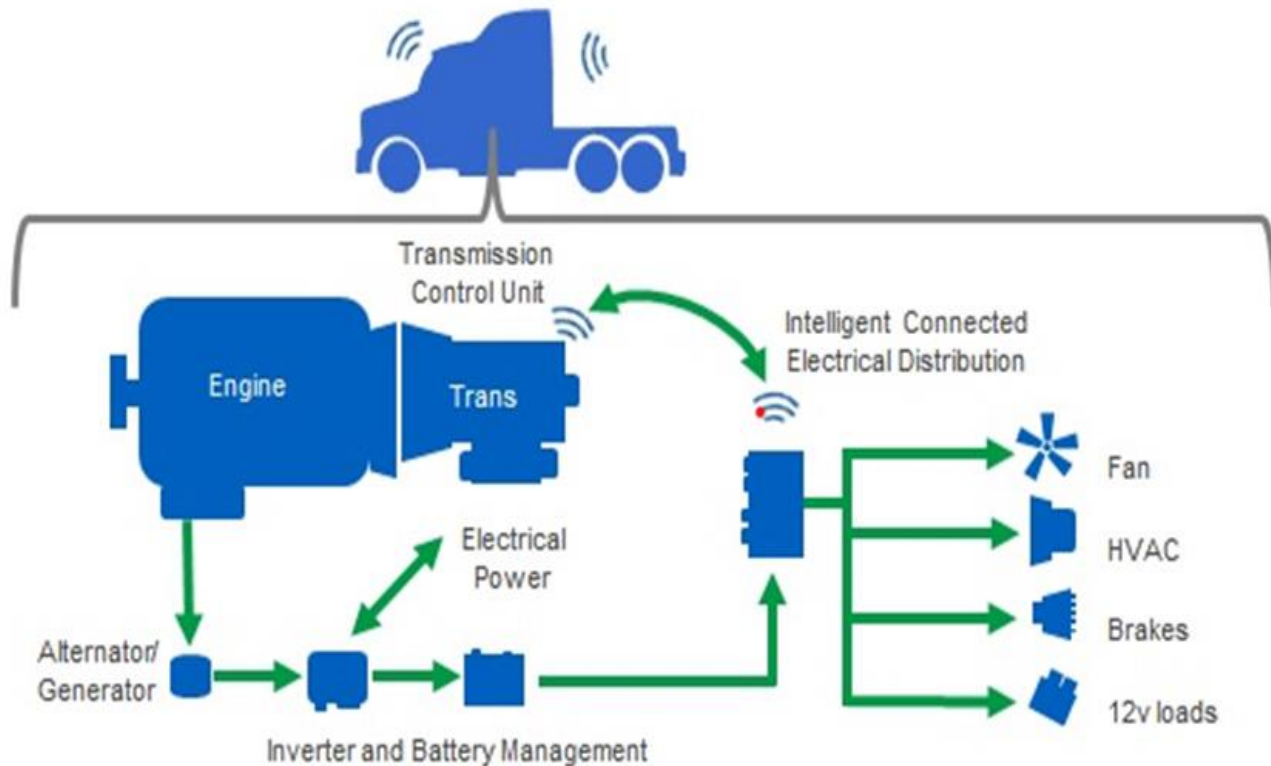 Transmission
Control Unit
Intelligent Connected
Electrical Distribution
Engine
Trans
Fan
Electrical
Power
HVAC
Brakes
Alternator/
Generator
12v loads
Inverter and Battery Management